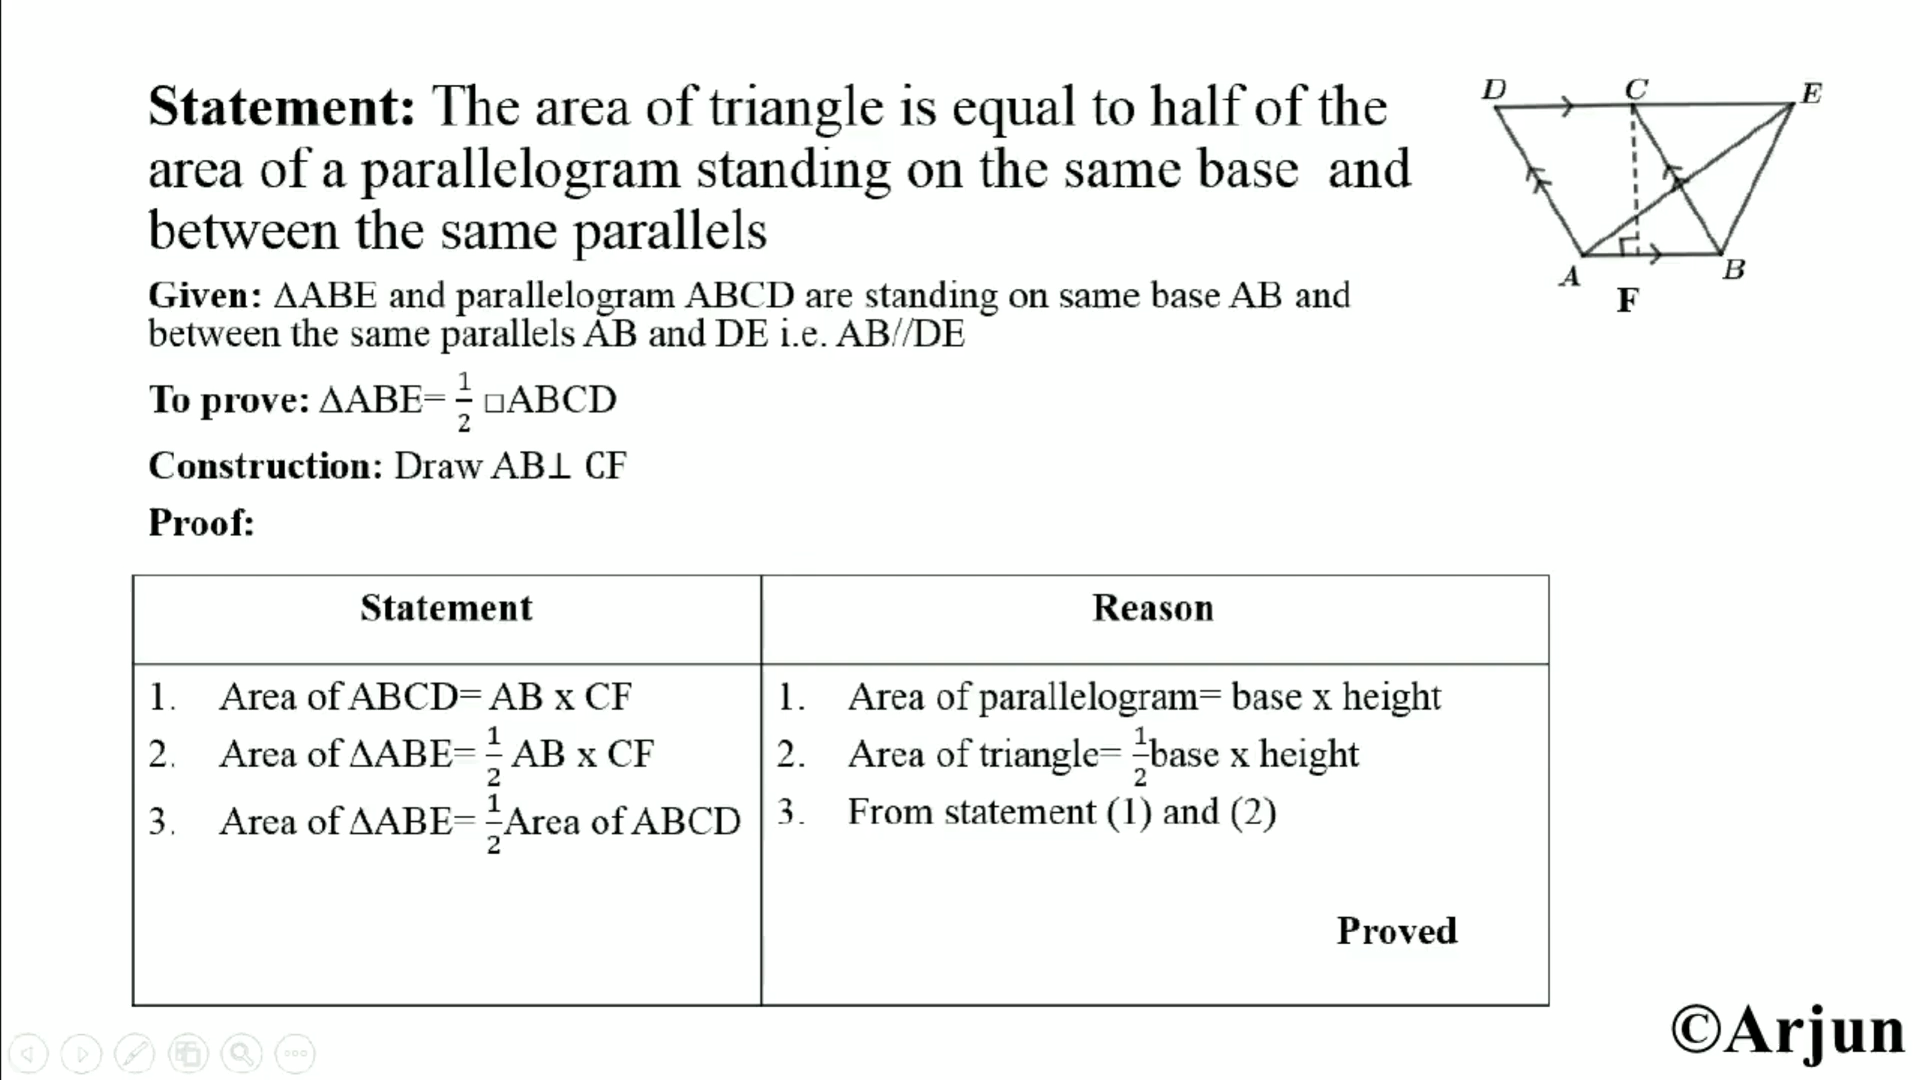 Statement: The area of triangle is equal to half of the
area of a parallelogram standing on the same base and
between the same parallels
D C E
A B
F
Given: ΔABE and parallelogram ABCD are standing on same base AB and
between the same parallels AB and DE i.e. AB//DE
To prove: ΔABE= 1/2 □ABCD
Construction: Draw AB⊥ CF
Proof:
Statement Reason
1. Area of ABCD= AB x CF
2. Area of ΔABE= 1/2 AB x CF
3. Area of ΔABE= 1/2 Area of ABCD
1. Area of parallelogram= base x height
2. Area of triangle= 1/2 base x height
3. From statement (1) and (2)
Proved
©Arjun